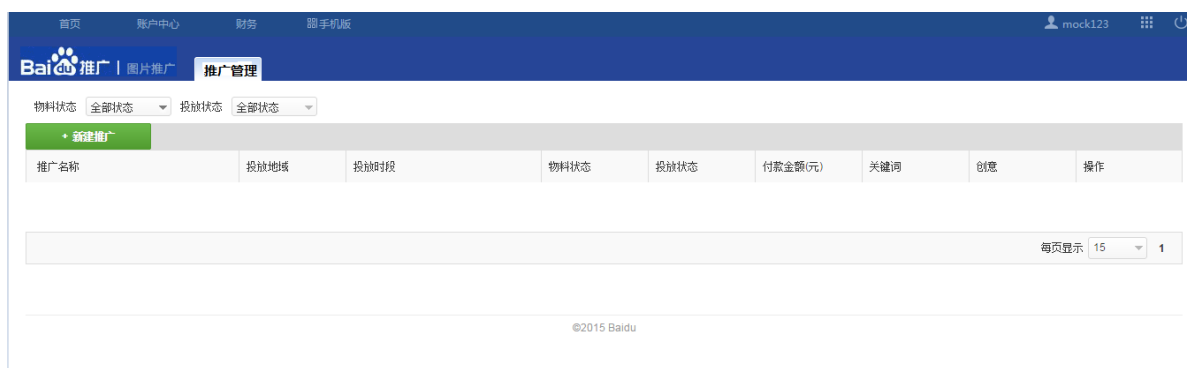 首页 账户中心 财务 手机版 mock123
Bai du 推广 | 图片推广 推广管理
物料状态 全部状态 投放状态 全部状态
+ 新建推广
推广名称 投放地域 投放时段 物料状态 投放状态 付款金额(元) 关键词 创意 操作
每页显示 15 1
©2015 Baidu